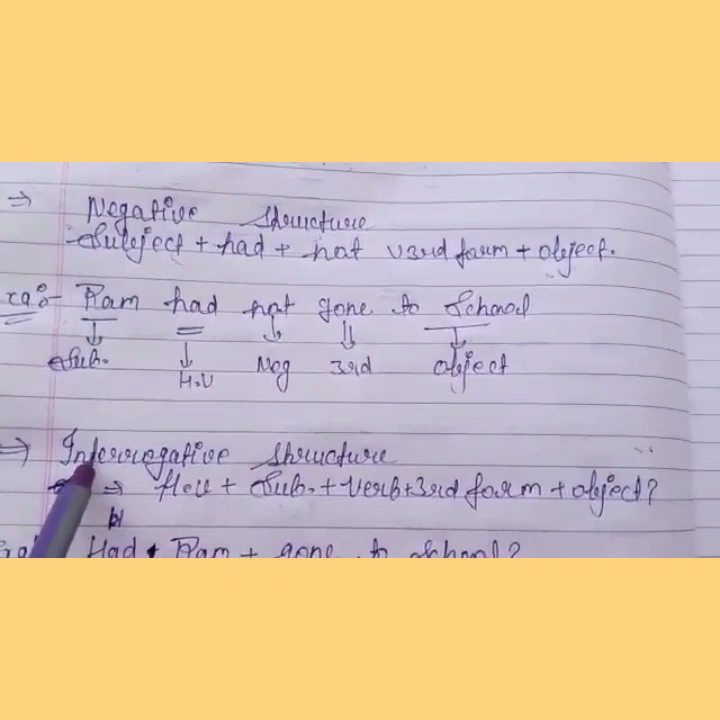 ⇒ Negative Structure
Subject + had + not v3rd form + object.
Ram had not gone to School
Sub. H.V Neg 3rd object
⇒ Interrogative Structure
⇒ + Sub. + verb+3rd form + object?
Had + Ram + gone to School?